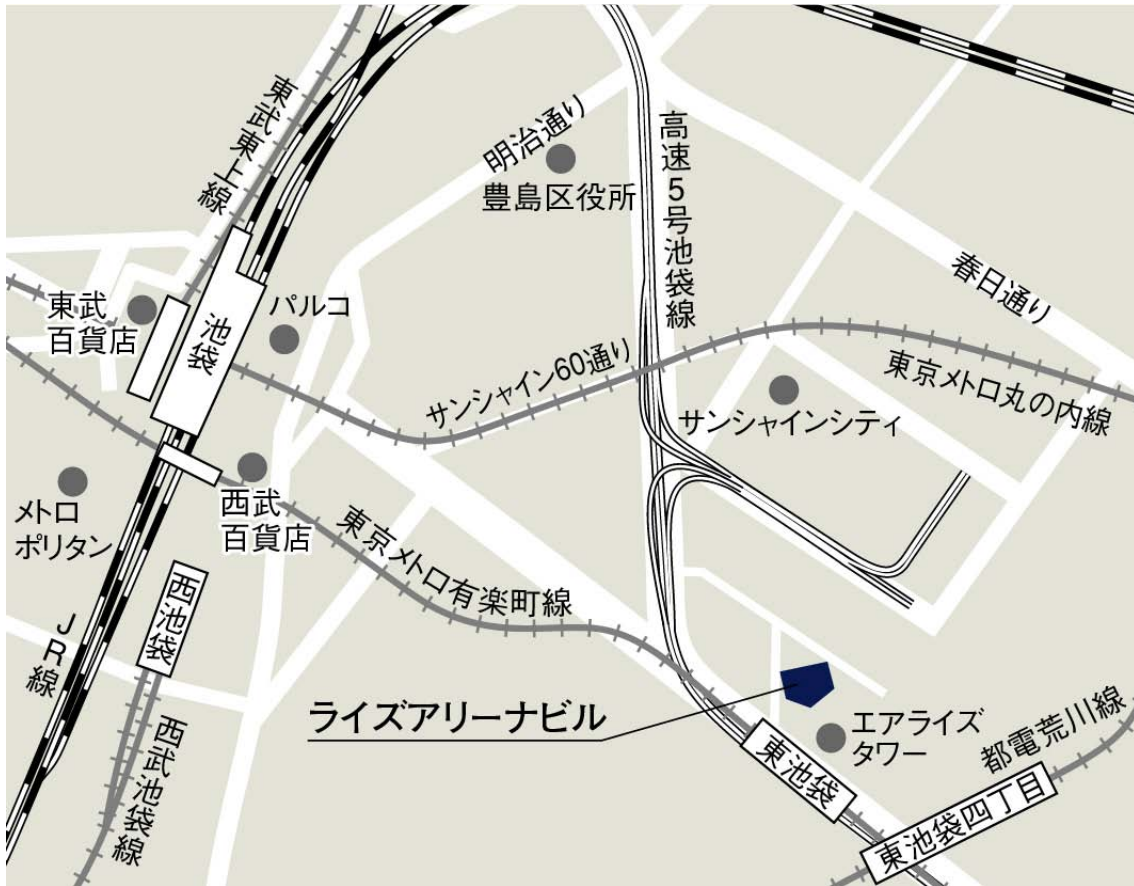 東武東上線
明治通り
豊島区役所
高速5号池袋線
春日通り
東武
百貨店
池袋
パルコ
サンシャイン60通り
東京メトロ丸の内線
サンシャインシティ
メトロ
ポリタン
西武
百貨店
東京メトロ有楽町線
JR線
西池袋
西武池袋線
ライズアリーナビル
エアライズ
タワー
東池袋
都電荒川線
東池袋四丁目